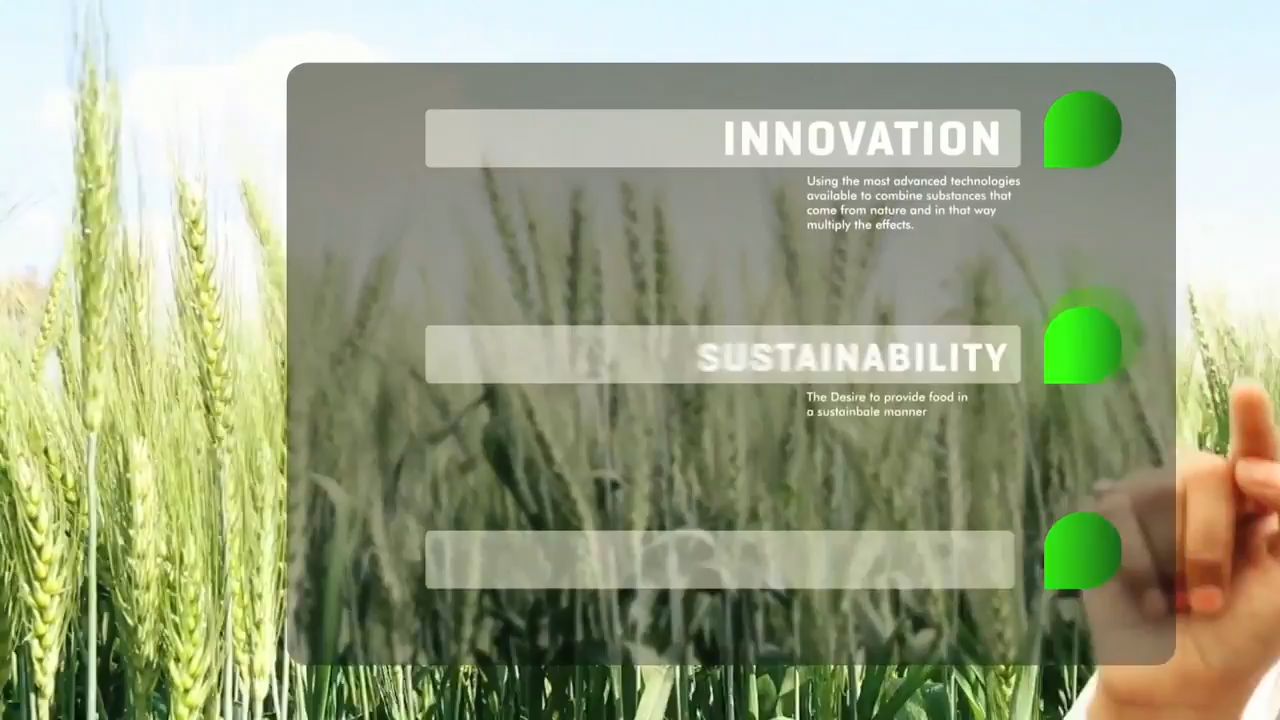 INNOVATION
Using the most advanced technologies
available to combine substances that
come from nature and in that way
multiply the effects.
SUSTAINABILITY
The Desire to provide food in
a sustainbale manner